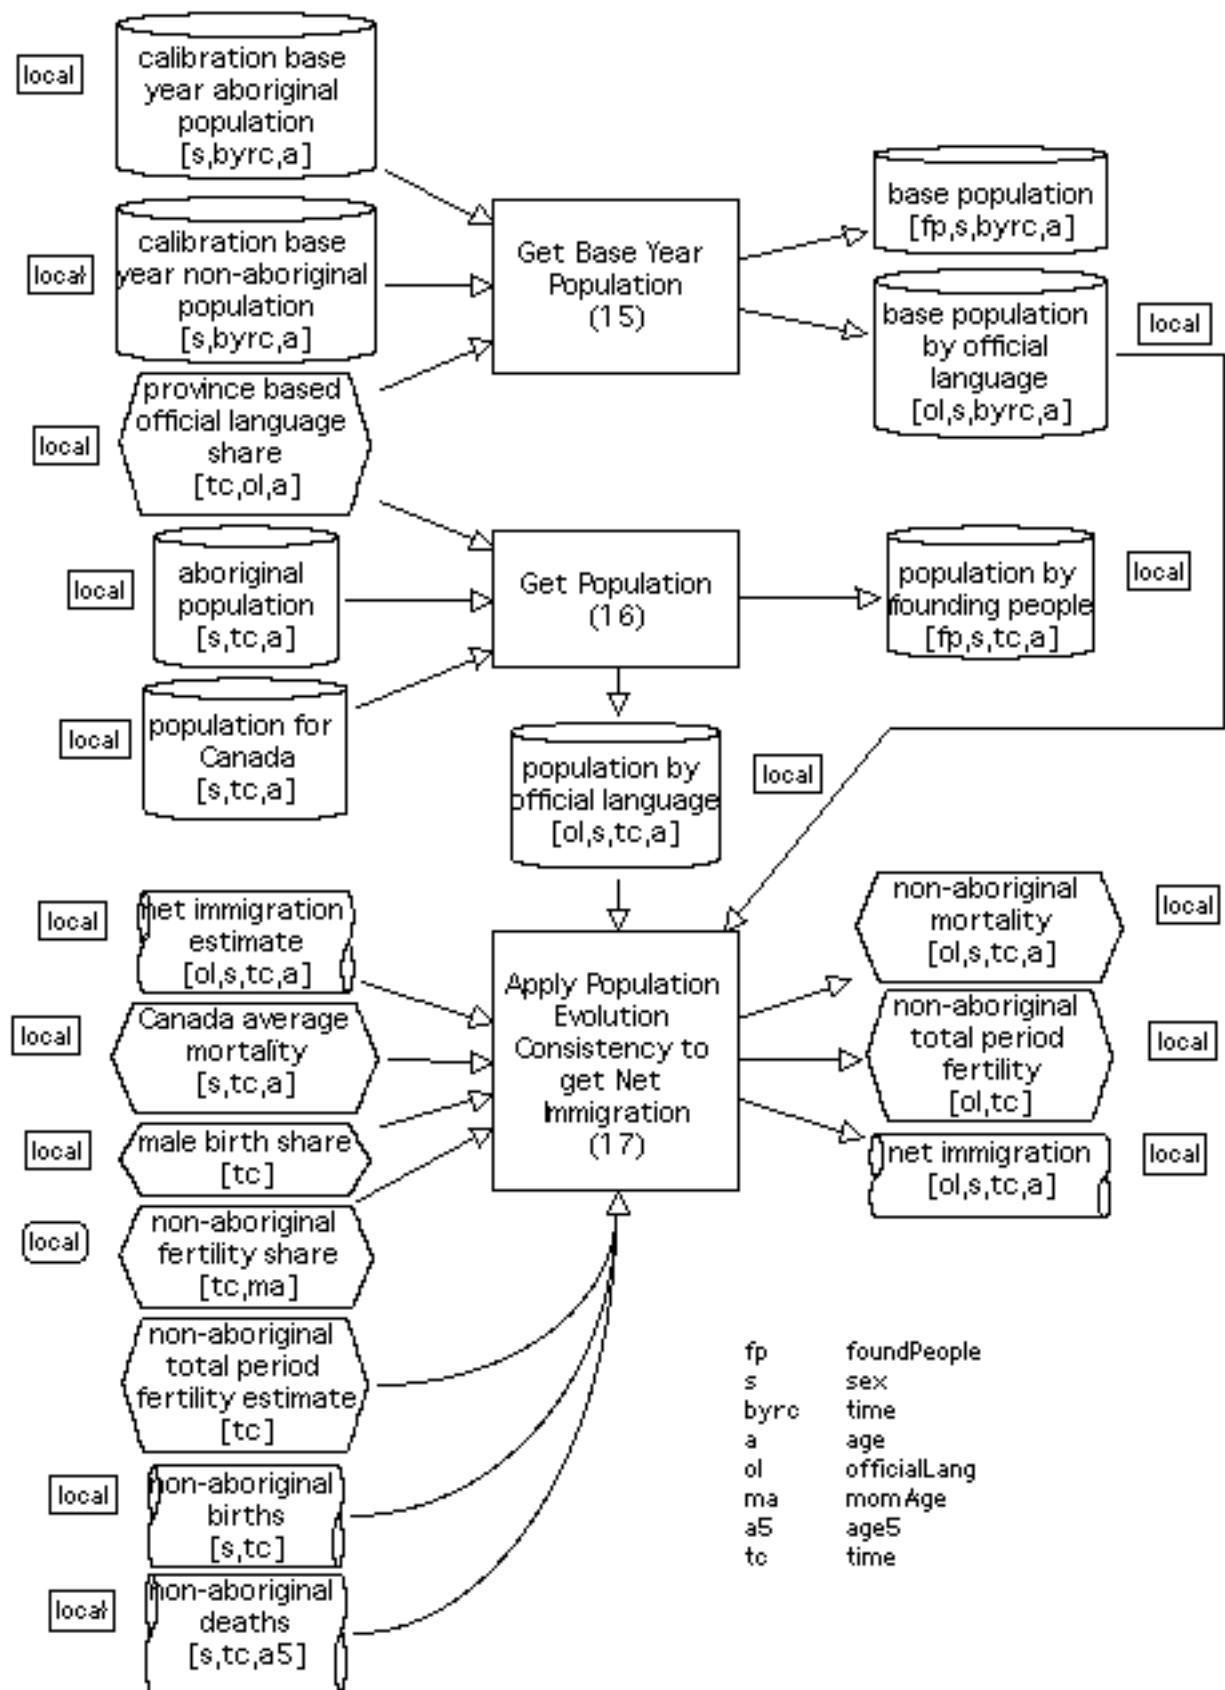 local
calibration base
year aboriginal
population
[s,byrc,a]
local
calibration base
year non-aboriginal
population
[s,byrc,a]
local
province based
official language
share
[tc,ol,a]
Get Base Year
Population
(15)
base population
[fp,s,byrc,a]
base population
by official
language
[ol,s,byrc,a]
local
local
aboriginal
population
[s,tc,a]
local
population for
Canada
[s,tc,a]
Get Population
(16)
population by
founding people
[fp,s,tc,a]
local
population by
official language
[ol,s,tc,a]
local
local
net immigration
estimate
[ol,s,tc,a]
local
Canada average
mortality
[s,tc,a]
local
male birth share
[tc]
local
non-aboriginal
fertility share
[tc,ma]
non-aboriginal
total period
fertility estimate
[tc]
local
non-aboriginal
births
[s,tc]
local
non-aboriginal
deaths
[s,tc,a5]
Apply Population
Evolution
Consistency to
get Net
Immigration
(17)
non-aboriginal
mortality
[ol,s,tc,a]
local
non-aboriginal
total period
fertility
[ol,tc]
local
net immigration
[ol,s,tc,a]
local
fp foundPeople
s sex
byrc time
a age
ol officialLang
ma momAge
a5 age5
tc time